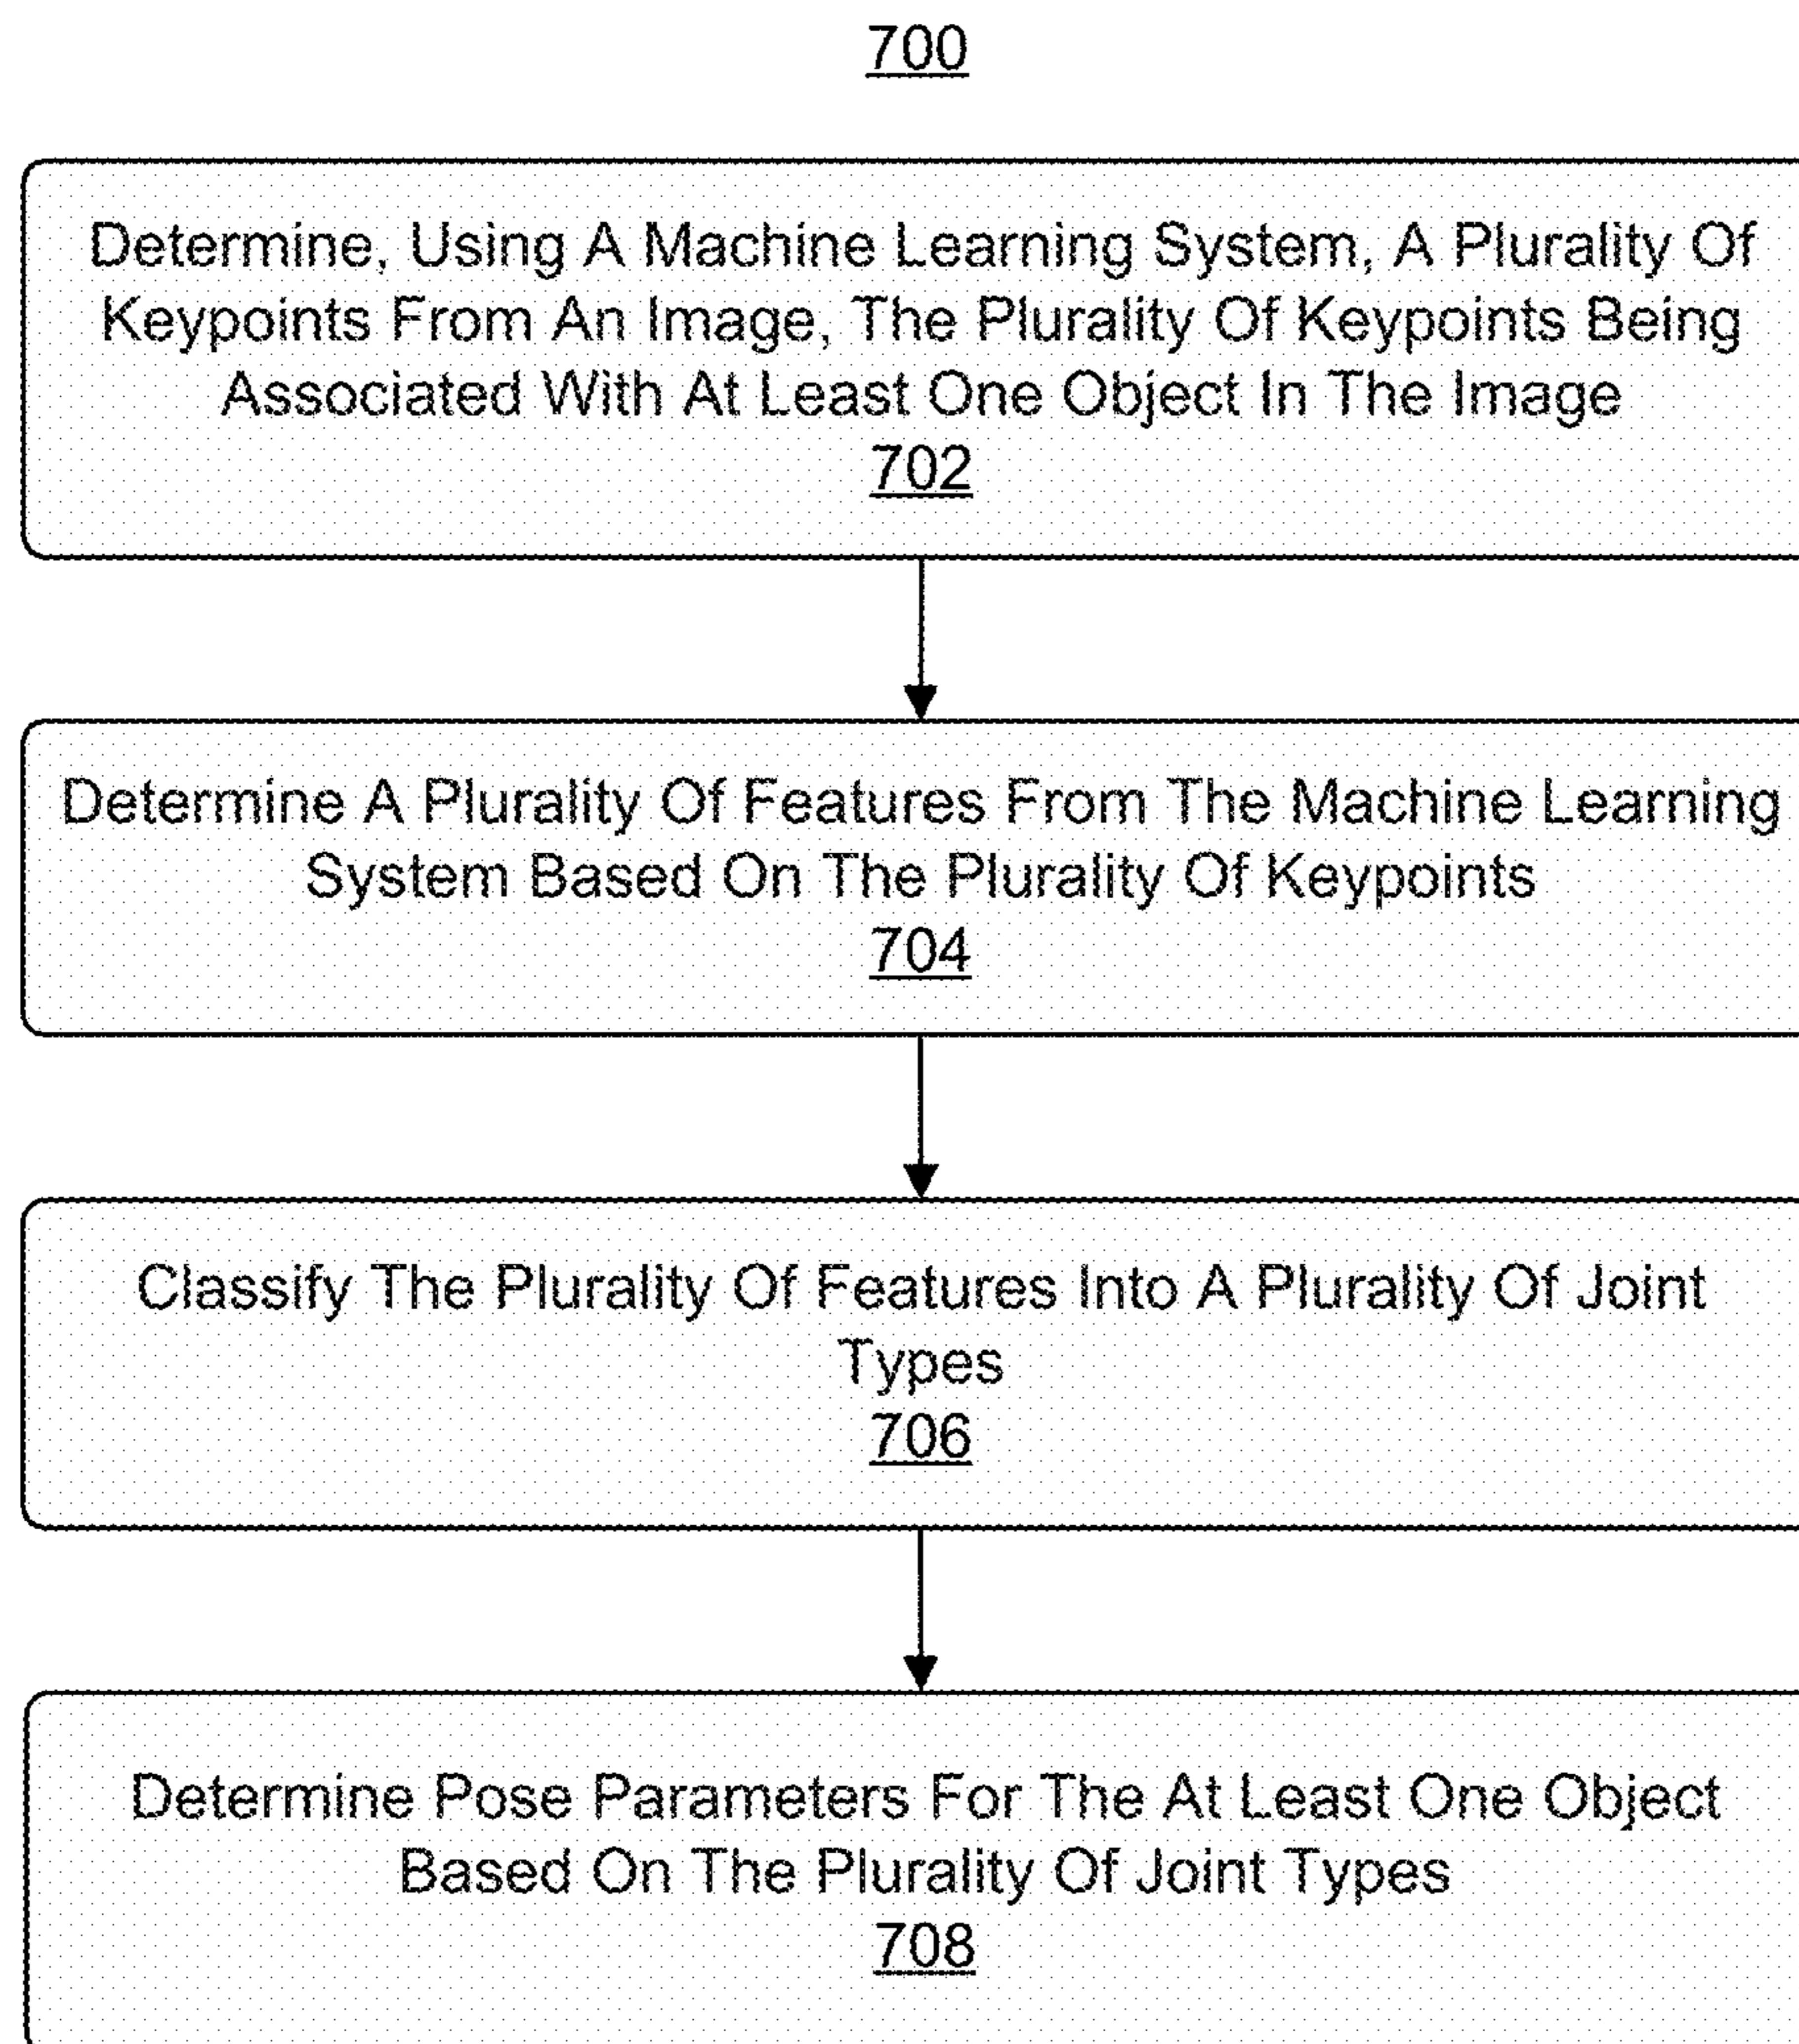 700
Determine, Using A Machine Learning System, A Plurality Of
Keypoints From An Image, The Plurality Of Keypoints Being
Associated With At Least One Object In The Image
702
Determine A Plurality Of Features From The Machine Learning
System Based On The Plurality Of Keypoints
704
Classify The Plurality Of Features Into A Plurality Of Joint
Types
706
Determine Pose Parameters For The At Least One Object
Based On The Plurality Of Joint Types
708